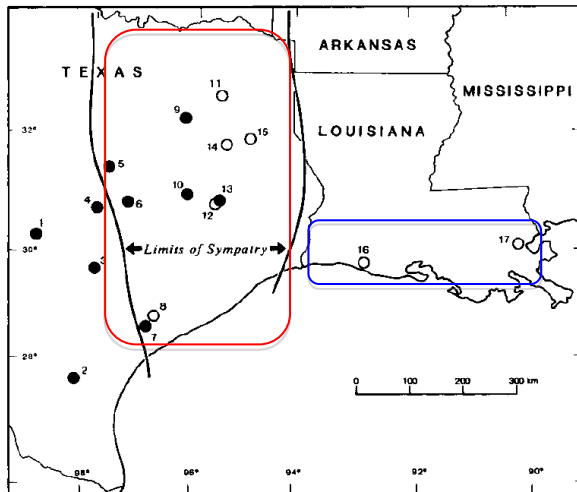 ARKANSAS
TEXAS
MISSISSIPPI
11
9
32°
LOUISIANA
15
14
5
10
13
4
6
12
1
17
30°
Limits of Sympatry
16
3
8
7
28°
2
0 100 200 300 km
98° 96° 94° 92° 90°